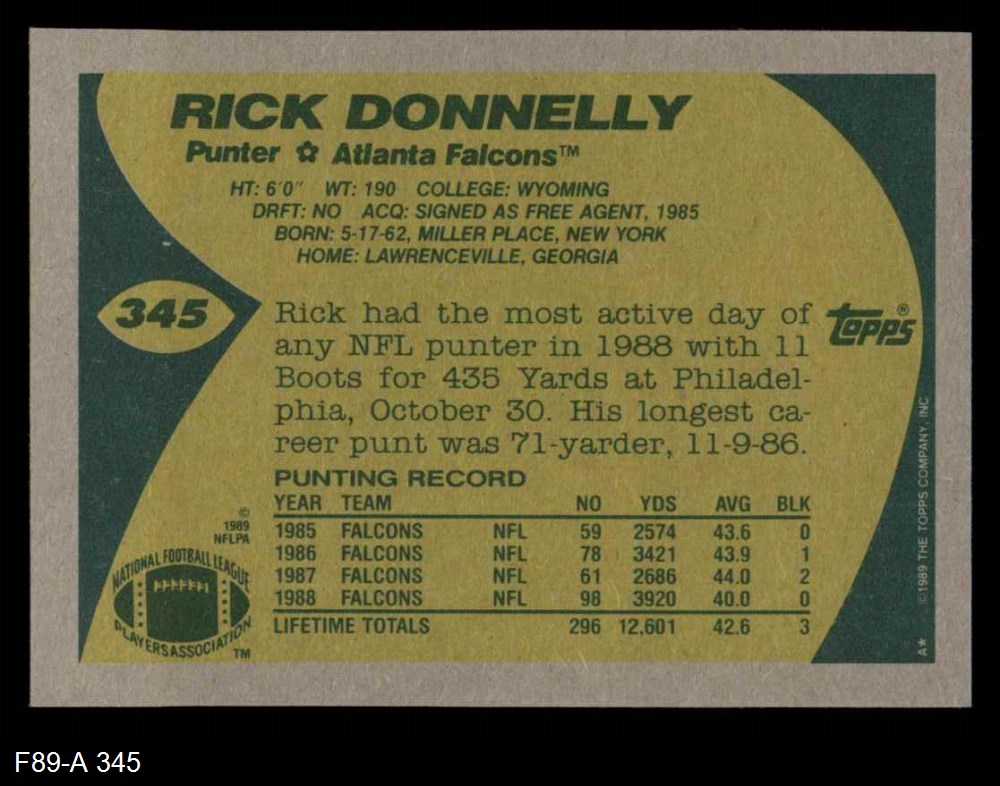 RICK DONNELLY
Punter ✩ Atlanta Falcons™
HT: 6'0" WT: 190 COLLEGE: WYOMING
DRFT: NO ACQ: SIGNED AS FREE AGENT, 1985
BORN: 5-17-62, MILLER PLACE, NEW YORK
HOME: LAWRENCEVILLE, GEORGIA
345
Rick had the most active day of
any NFL punter in 1988 with 11
Boots for 435 Yards at Philadel-
phia, October 30. His longest ca-
reer punt was 71-yarder, 11-9-86.
topps®
PUNTING RECORD
YEAR TEAM NO YDS AVG BLK
1985 FALCONS NFL 59 2574 43.6 0
1986 FALCONS NFL 78 3421 43.9 1
1987 FALCONS NFL 61 2686 44.0 2
1988 FALCONS NFL 98 3920 40.0 0
LIFETIME TOTALS 296 12,601 42.6 3
©
1989
NFLPA
NATIONAL FOOTBALL LEAGUE
PLAYERS ASSOCIATION
TM
A★ ©1989 THE TOPPS COMPANY, INC
F89-A 345